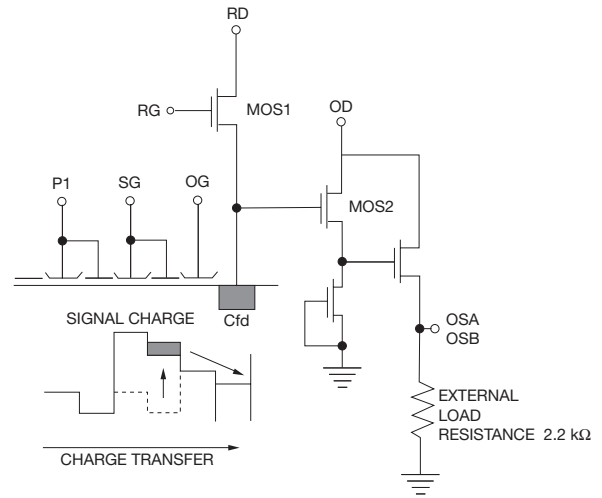 RD
RG
MOS1
OD
P1
SG
OG
MOS2
SIGNAL CHARGE
Cfd
OSA
OSB
EXTERNAL
LOAD
RESISTANCE 2.2 kΩ
CHARGE TRANSFER